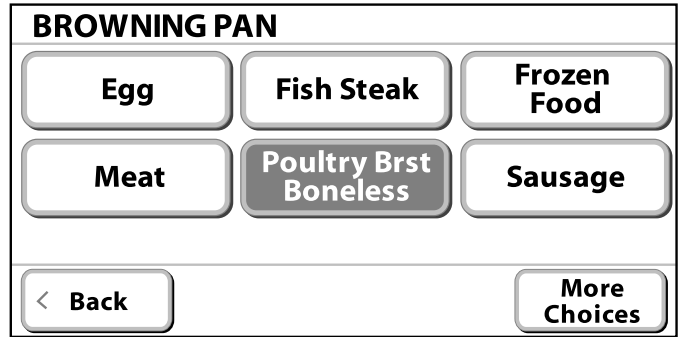 BROWNING PAN
Egg
Fish Steak
Frozen
Food
Meat
Poultry Brst
Boneless
Sausage
< Back
More
Choices